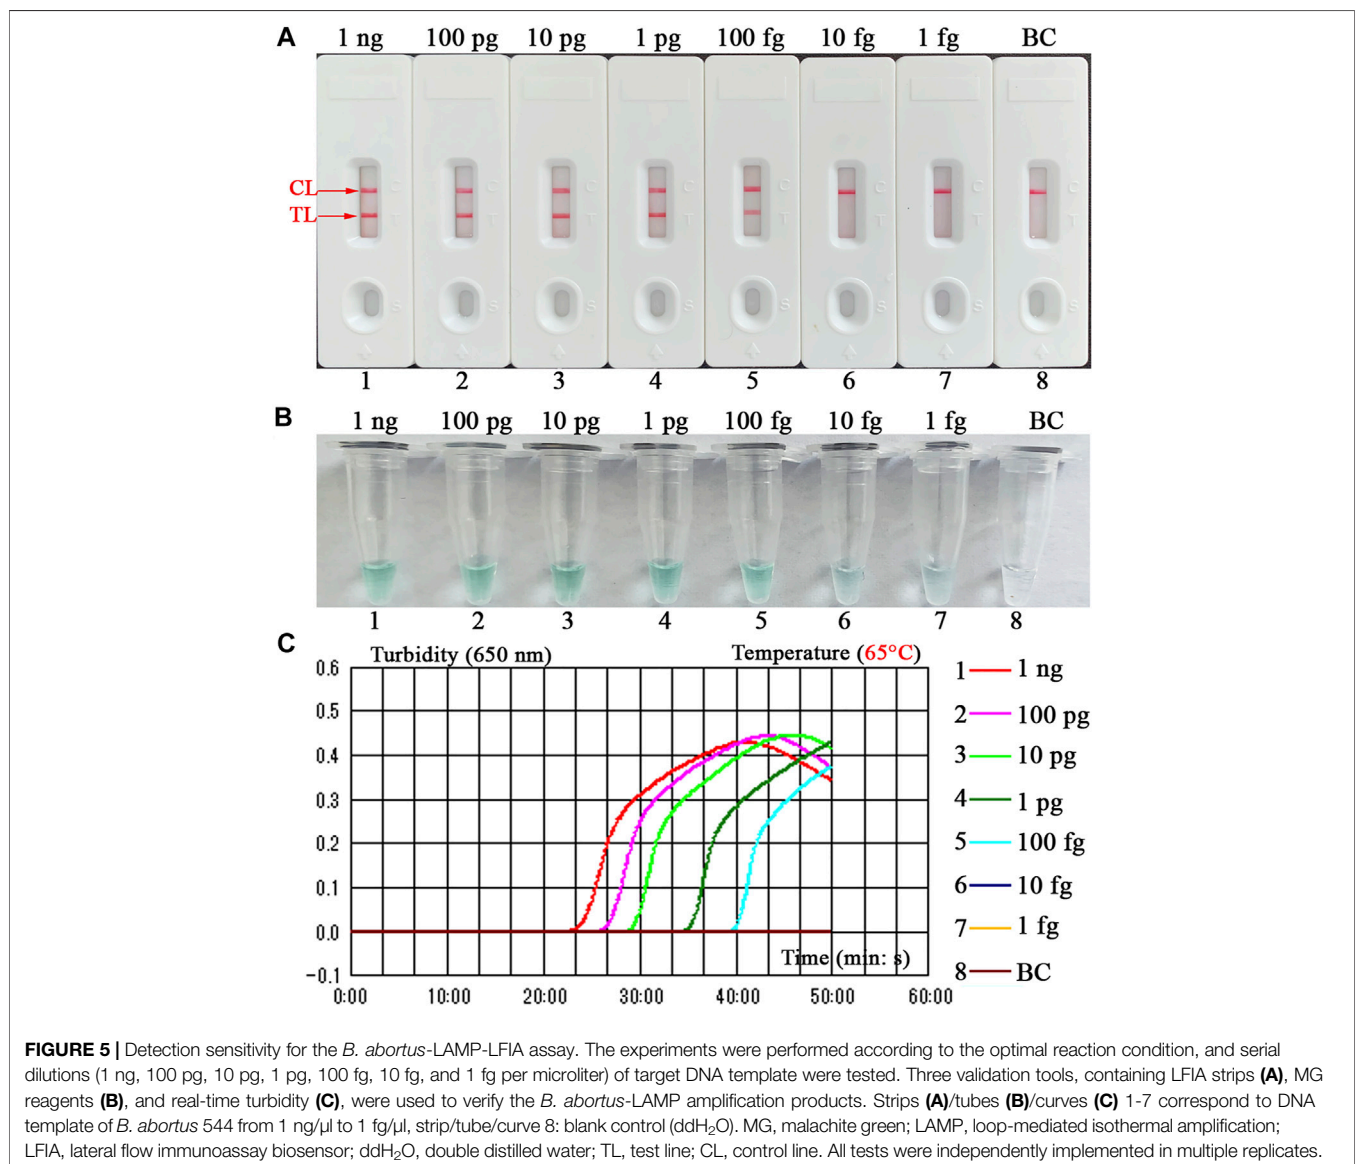 A
1 ng 100 pg 10 pg 1 pg 100 fg 10 fg 1 fg BC
CL C C C C C C C C
TL T T T T T T T T
S S S S S S S S
1 2 3 4 5 6 7 8
B
1 ng 100 pg 10 pg 1 pg 100 fg 10 fg 1 fg BC
1 2 3 4 5 6 7 8
C
Turbidity (650 nm) Temperature (65°C)
0.6
0.5
0.4
0.3
0.2
0.1
0.0
-0.1
Time (min: s)
0:00 10:00 20:00 30:00 40:00 50:00 60:00
1 1 ng
2 100 pg
3 10 pg
4 1 pg
5 100 fg
6 10 fg
7 1 fg
8 BC
FIGURE 5 | Detection sensitivity for the B. abortus-LAMP-LFIA assay. The experiments were performed according to the optimal reaction condition, and serial
dilutions (1 ng, 100 pg, 10 pg, 1 pg, 100 fg, 10 fg, and 1 fg per microliter) of target DNA template were tested. Three validation tools, containing LFIA strips (A), MG
reagents (B), and real-time turbidity (C), were used to verify the B. abortus-LAMP amplification products. Strips (A)/tubes (B)/curves (C) 1-7 correspond to DNA
template of B. abortus 544 from 1 ng/µl to 1 fg/µl, strip/tube/curve 8: blank control (ddH₂O). MG, malachite green; LAMP, loop-mediated isothermal amplification;
LFIA, lateral flow immunoassay biosensor; ddH₂O, double distilled water; TL, test line; CL, control line. All tests were independently implemented in multiple replicates.